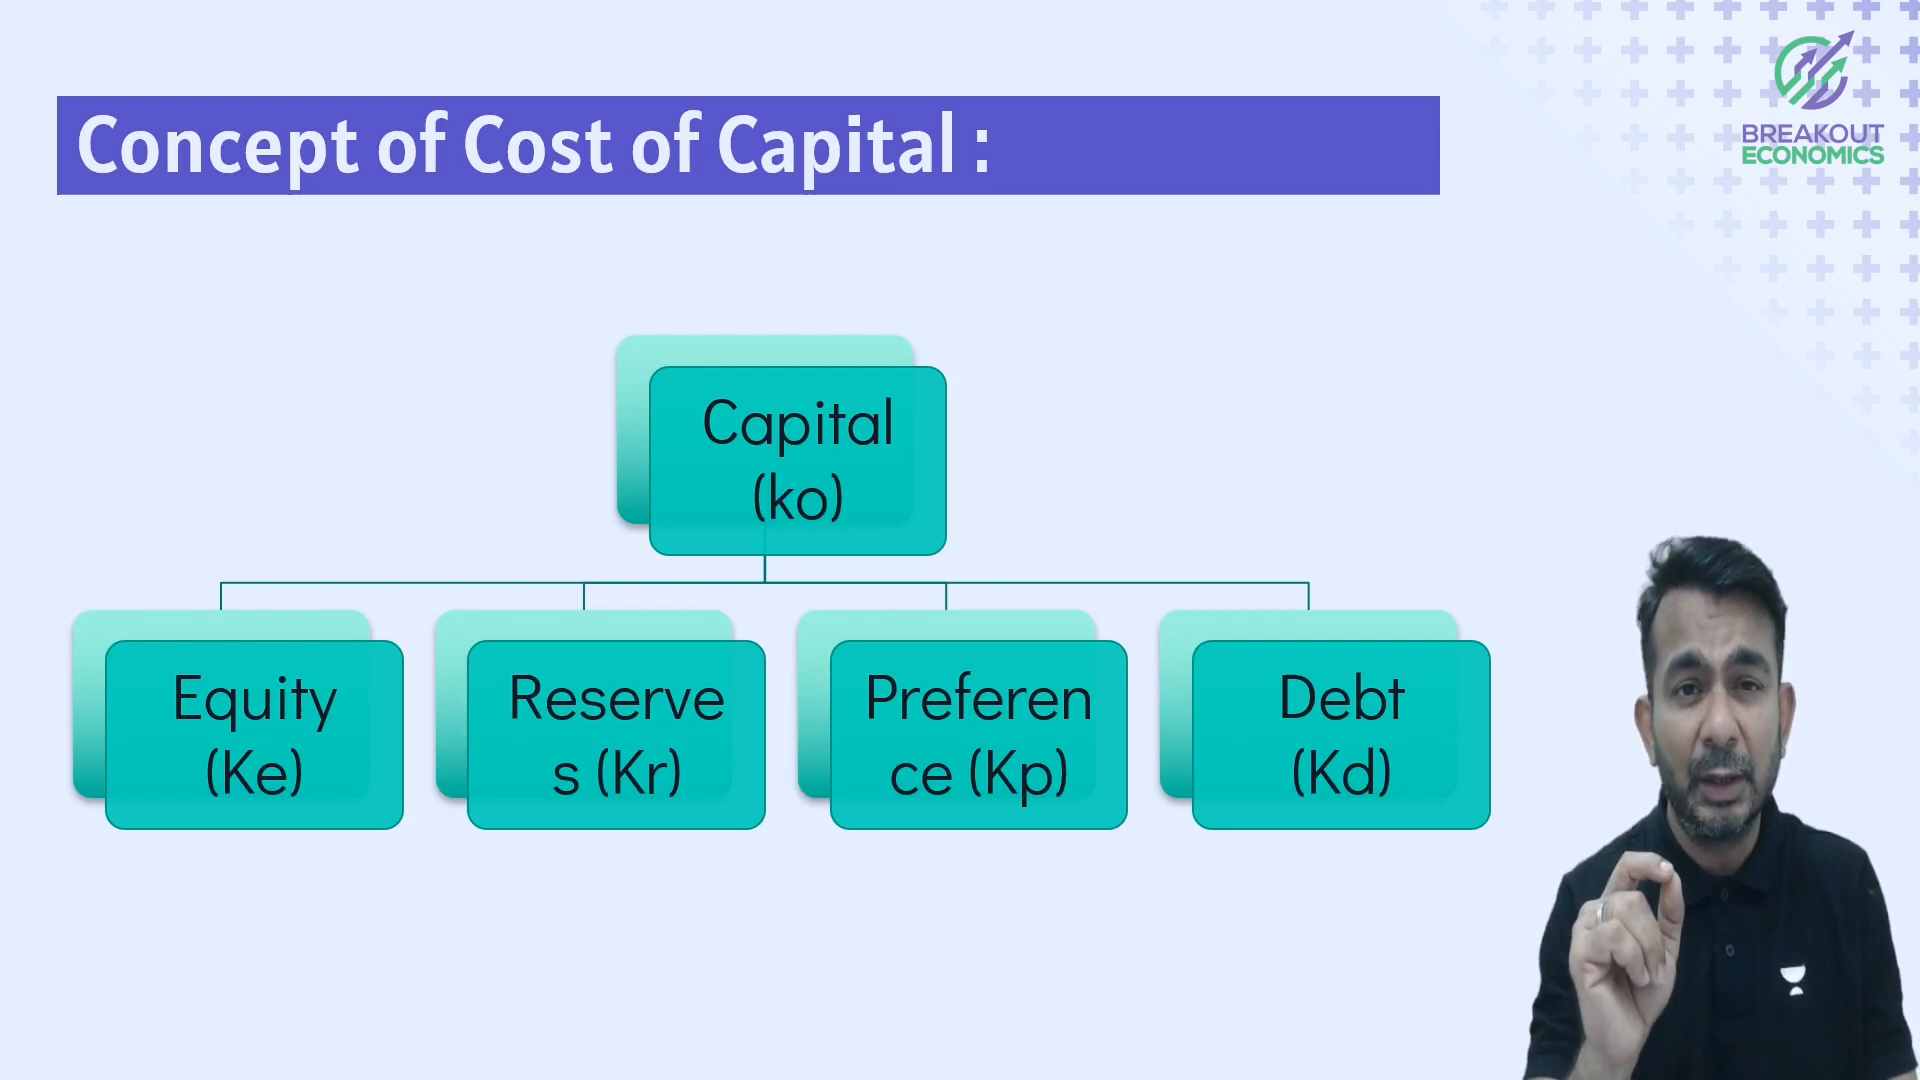 BREAKOUT
ECONOMICS
Concept of Cost of Capital :
Capital
(ko)
Equity
(Ke)
Reserve
s (Kr)
Preferen
ce (Kp)
Debt
(Kd)